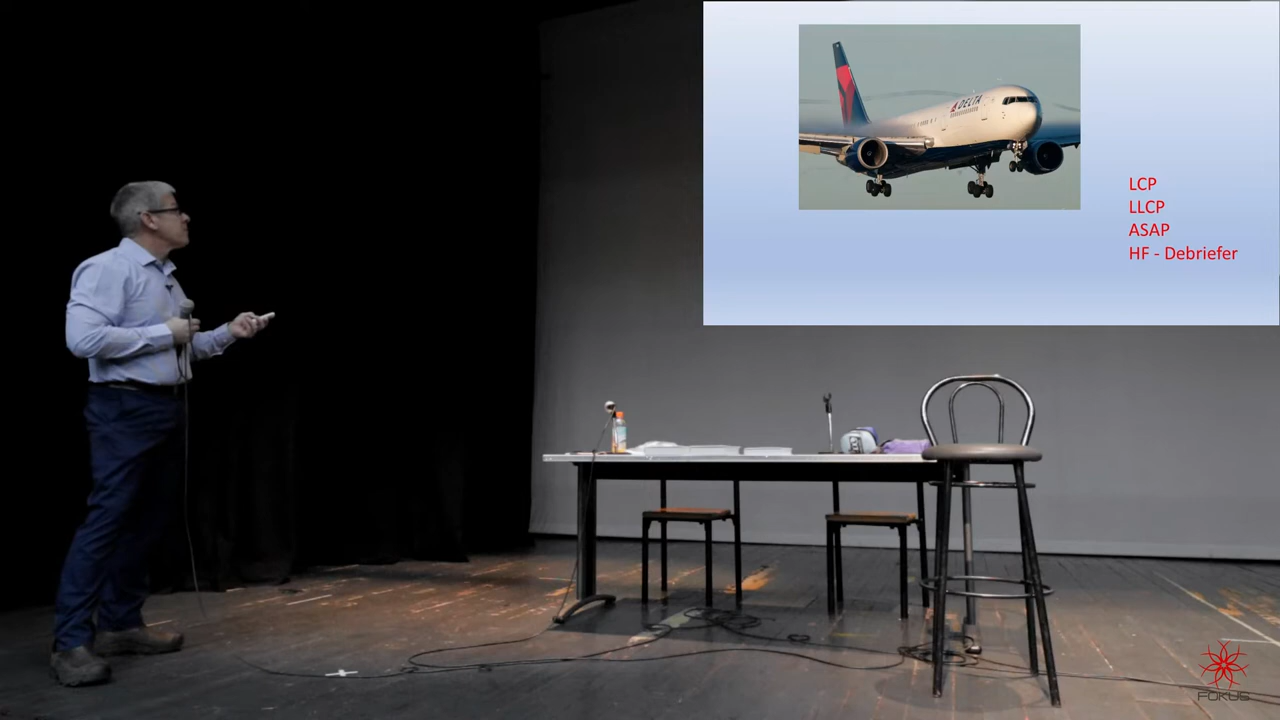 DELTA
LCP
LLCP
ASAP
HF - Debriefer
FOKUS